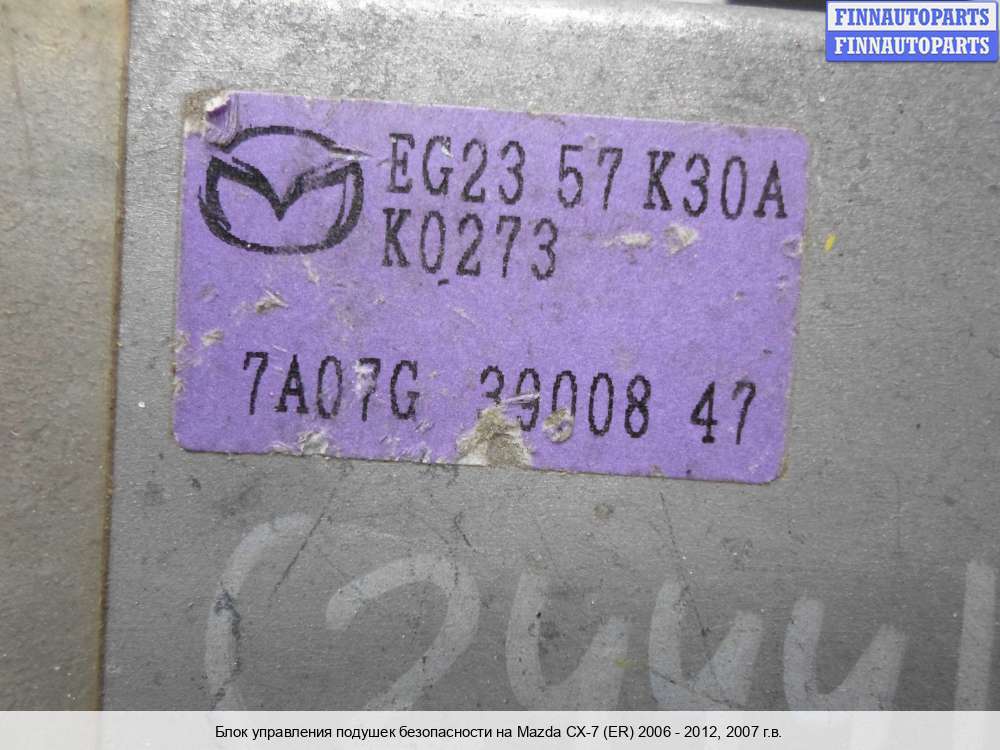 FINNAUTOPARTS
FINNAUTOPARTS
EG23 57 K30A
K0273
7A07G 39008 47
Блок управления подушек безопасности на Mazda CX-7 (ER) 2006 - 2012, 2007 г.в.